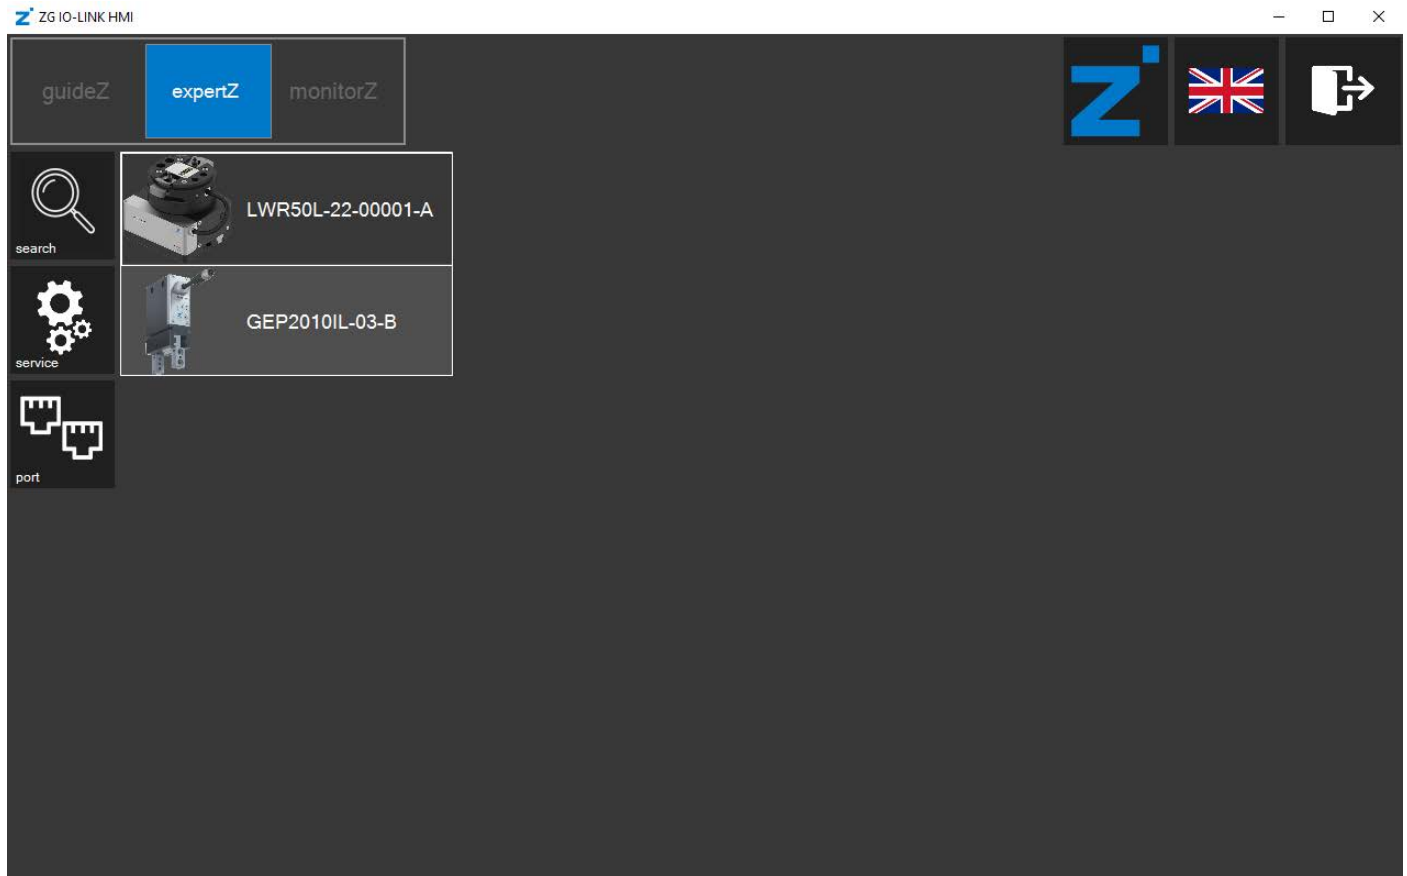 ZG IO-LINK HMI
guideZ expertZ monitorZ
search
LWR50L-22-00001-A
service
GEP2010IL-03-B
port